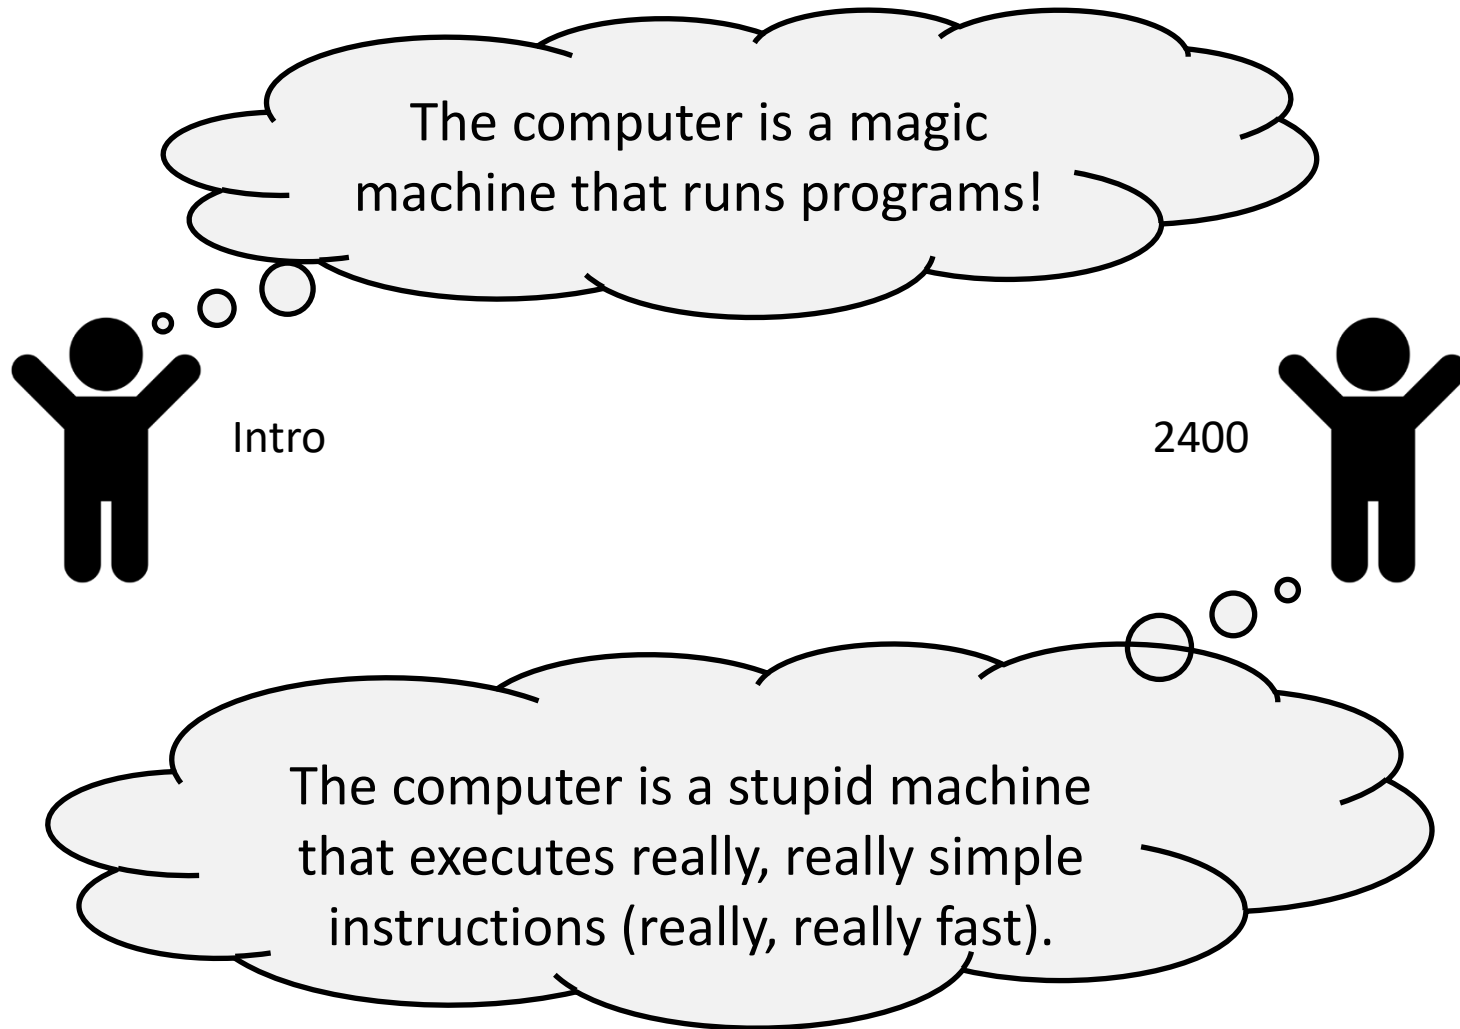 The computer is a magic
machine that runs programs!
Intro
2400
The computer is a stupid machine
that executes really, really simple
instructions (really, really fast).